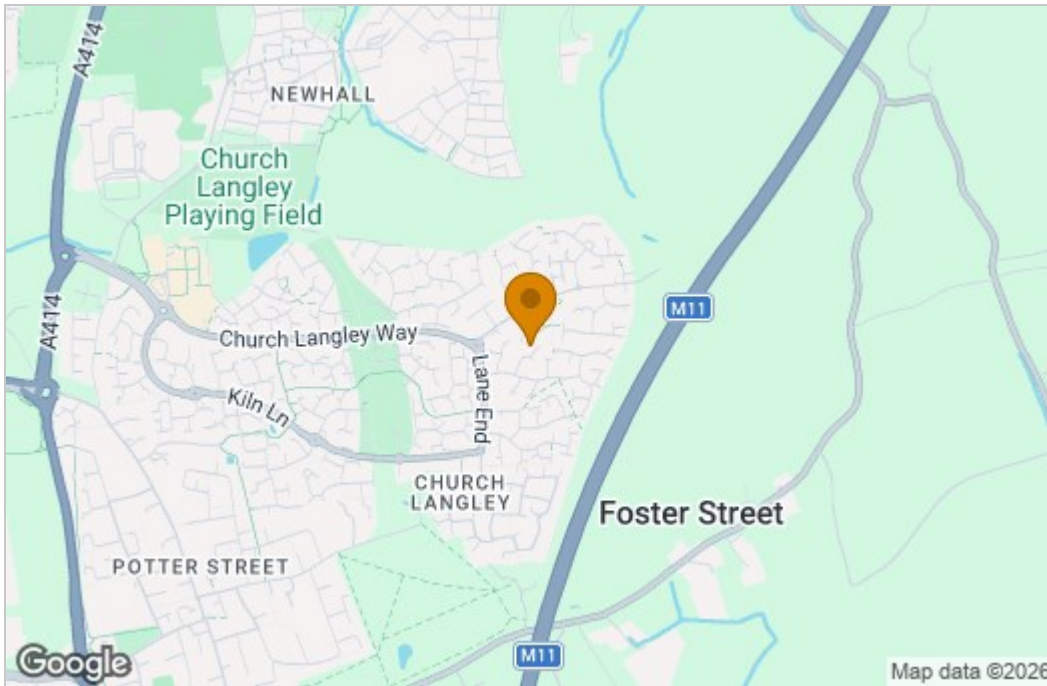 A414
NEWHALL
Church
Langley
Playing Field
M11
A414
Church Langley Way
Lane End
Kiln Ln
CHURCH
LANGLEY
Foster Street
POTTER STREET
M11
Google
Map data ©2026